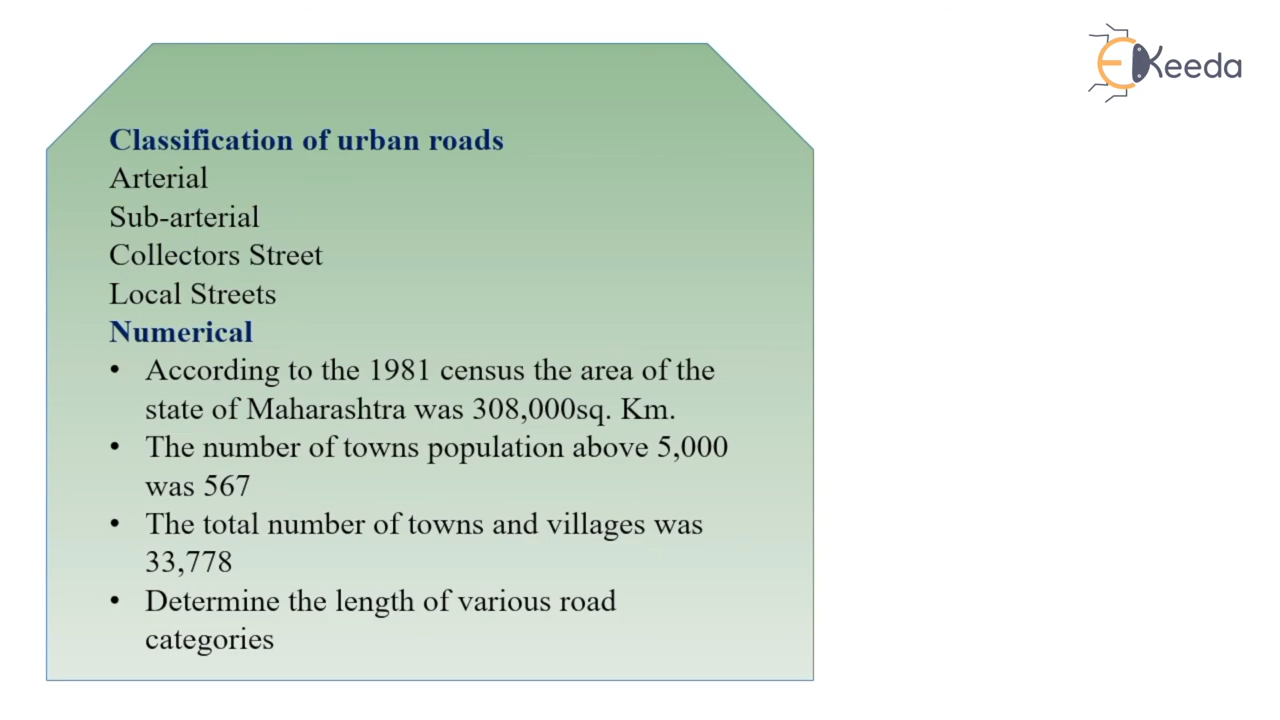 EKeeda
Classification of urban roads
Arterial
Sub-arterial
Collectors Street
Local Streets
Numerical
• According to the 1981 census the area of the
state of Maharashtra was 308,000sq. Km.
• The number of towns population above 5,000
was 567
• The total number of towns and villages was
33,778
• Determine the length of various road
categories